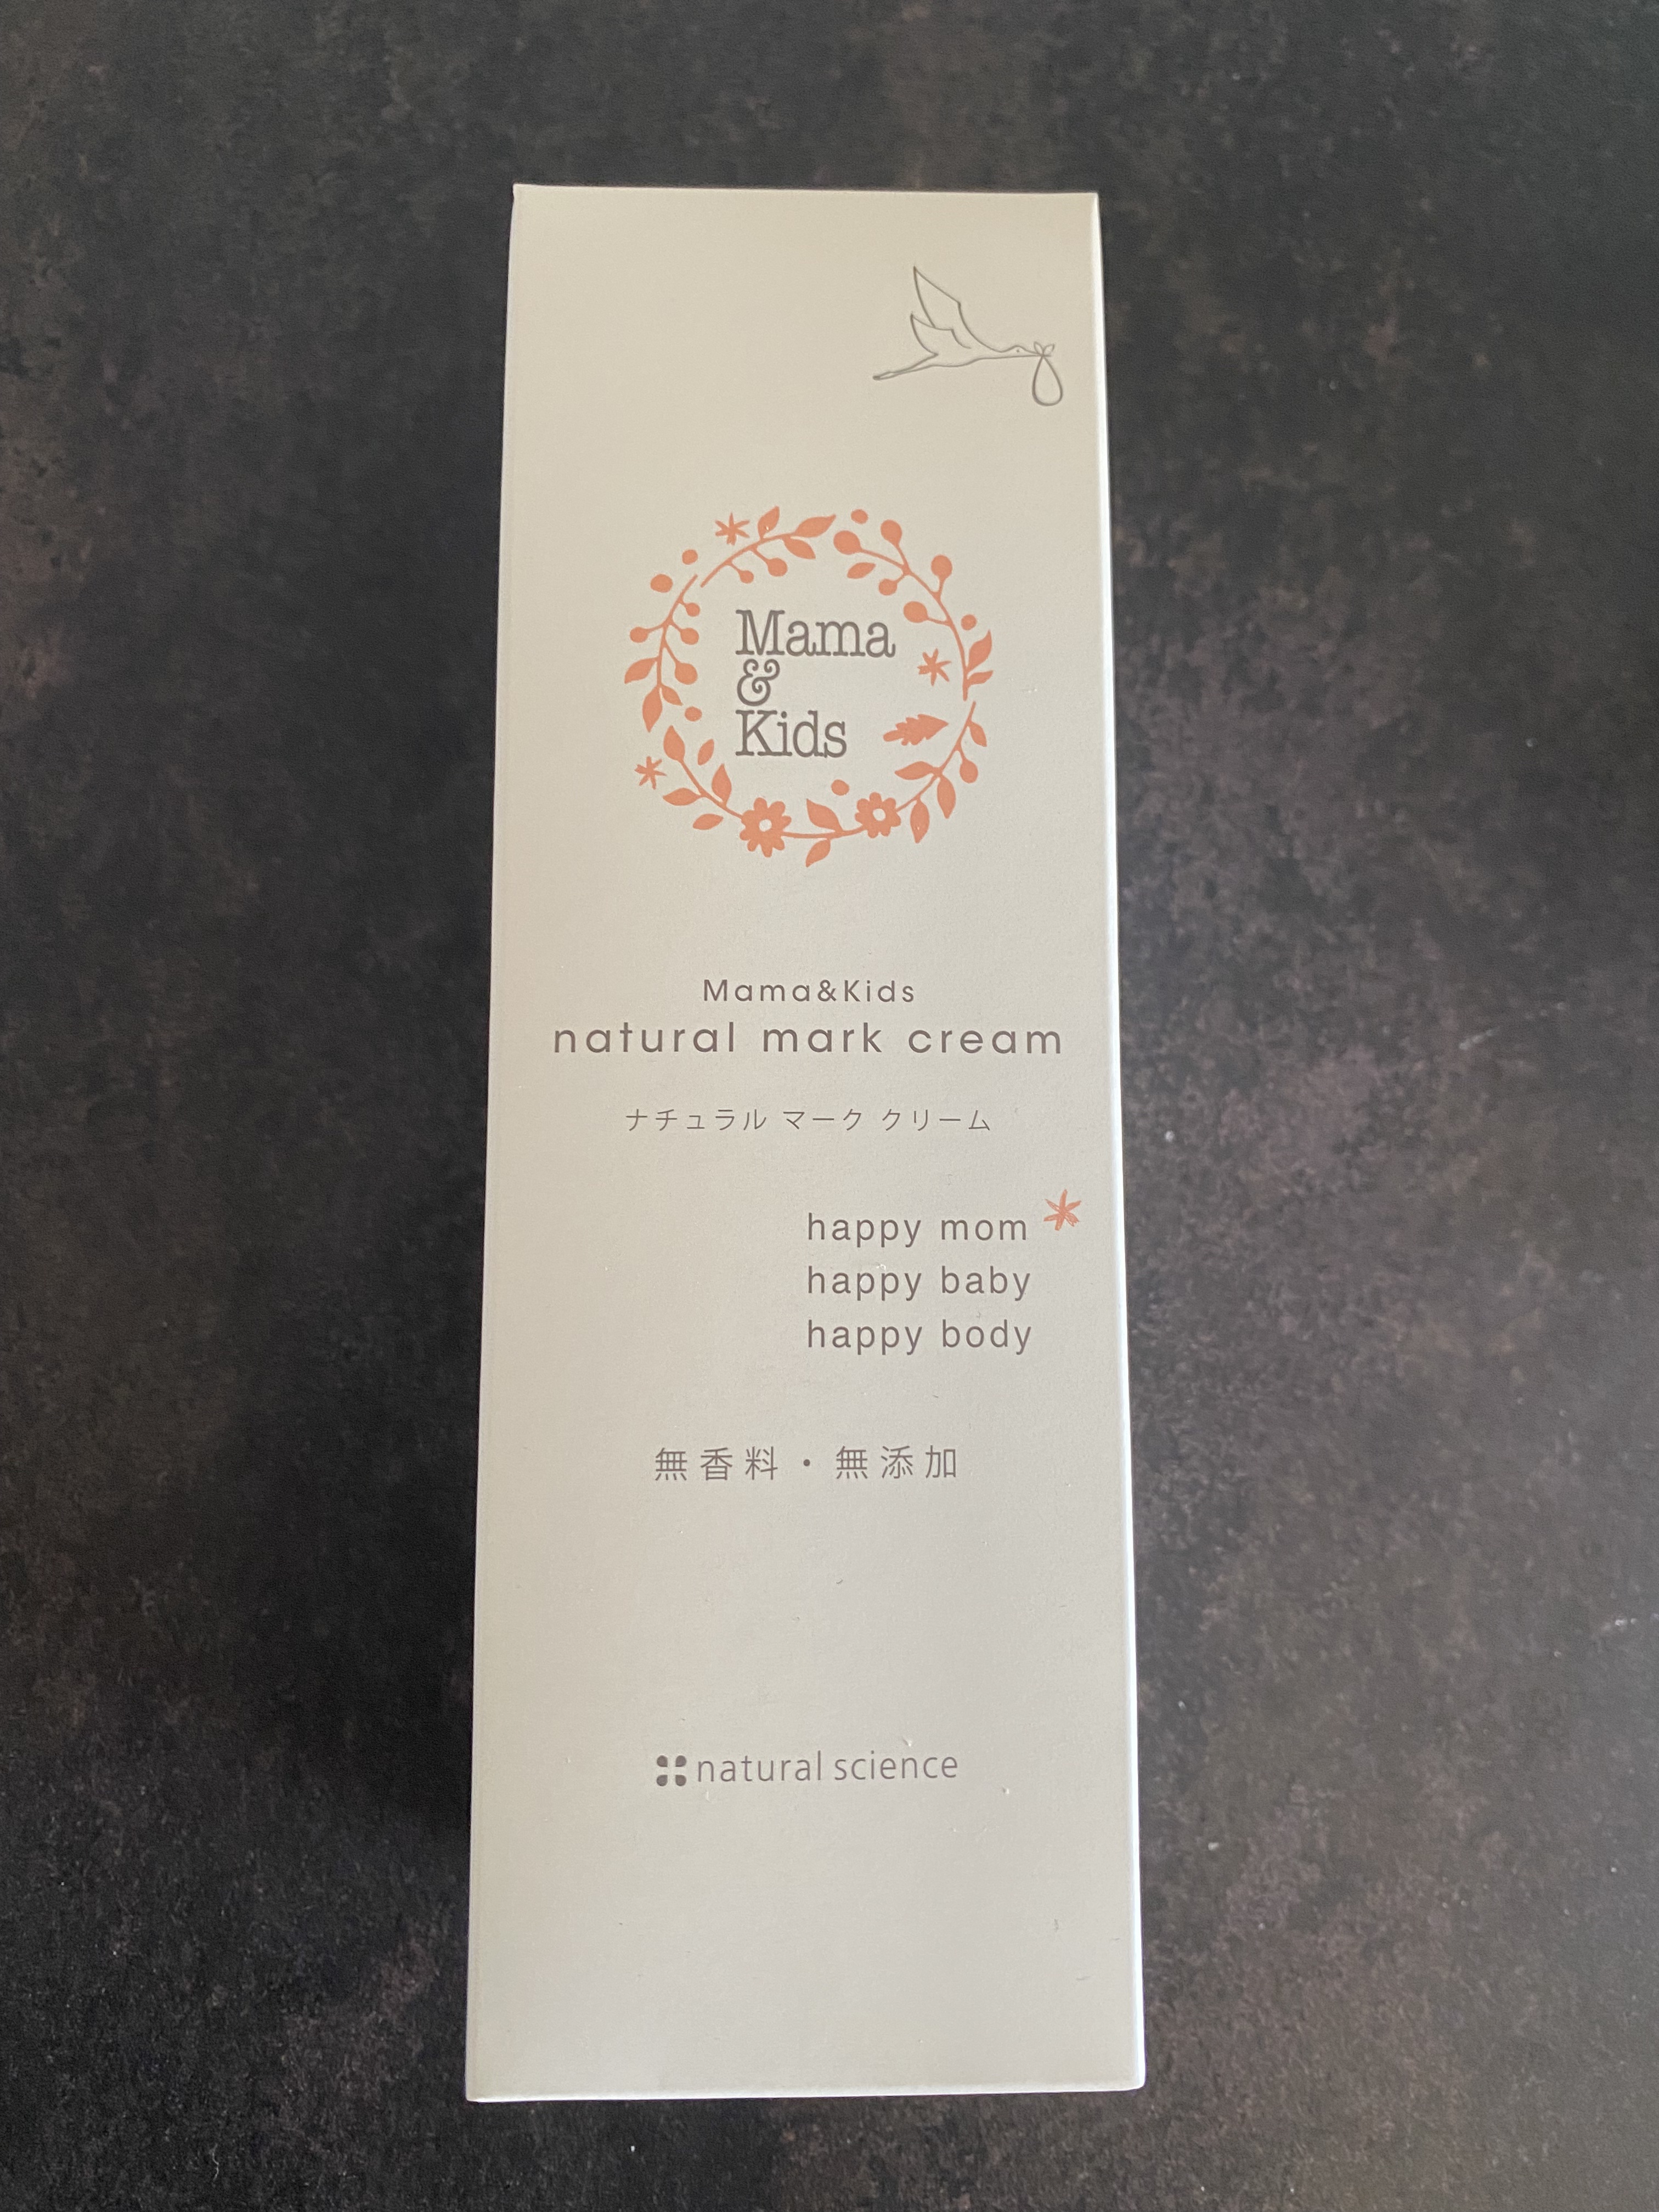 Mama
&
Kids
Mama&Kids
natural mark cream
ナチュラル マーク クリーム
happy mom
happy baby
happy body
無香料・無添加
natural science